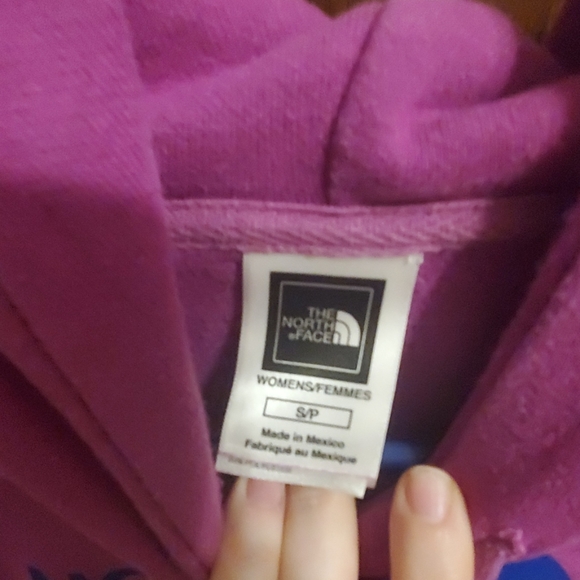 THE
NORTH
FACE
WOMENS/FEMMES
S/P
Made in Mexico
Fabriqué au Mexique